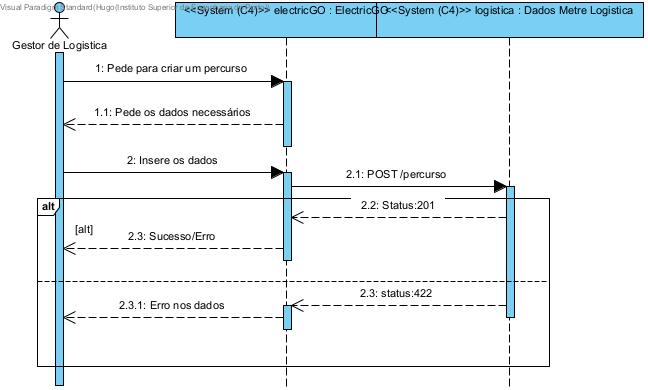 Visual Paradigm Standard(Hugo(Instituto Superior de
<<System (C4)>> electricGO : ElectricGO
<<System (C4)>> logistica : Dados Metre Logistica
Gestor de Logistica
1: Pede para criar um percurso
1.1: Pede os dados necessários
2: Insere os dados
2.1: POST /percurso
alt
2.2: Status:201
[alt]
2.3: Sucesso/Erro
2.3: status:422
2.3.1: Erro nos dados